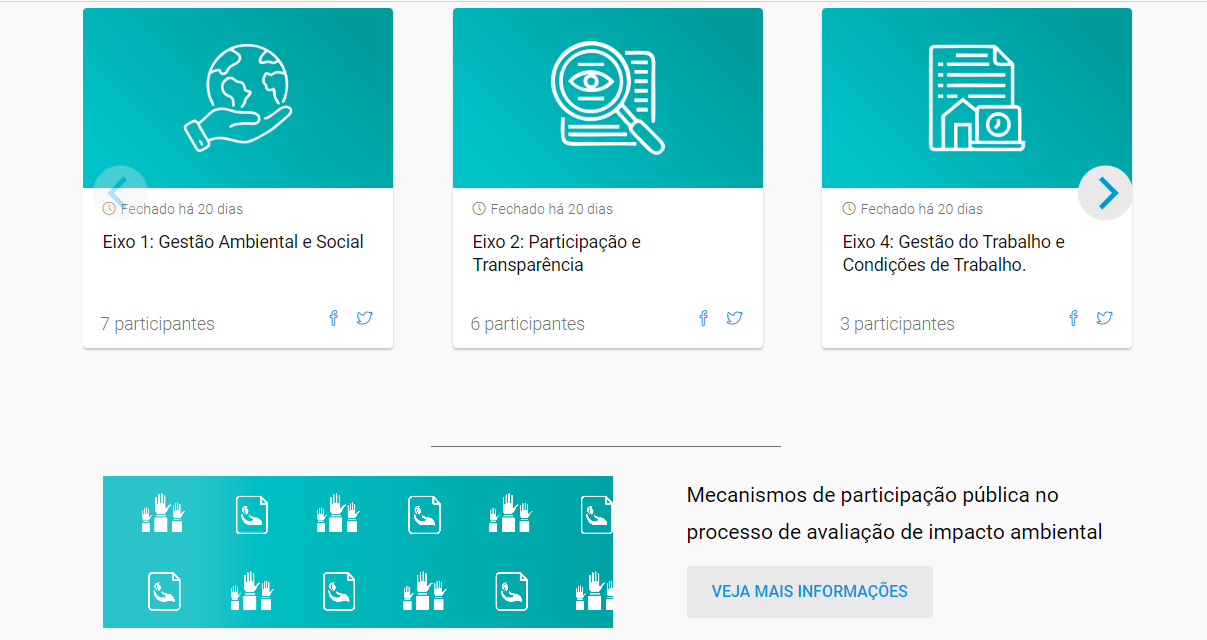 Fechado há 20 dias
Eixo 1: Gestão Ambiental e Social
7 participantes
Fechado há 20 dias
Eixo 2: Participação e
Transparência
6 participantes
Fechado há 20 dias
Eixo 4: Gestão do Trabalho e
Condições de Trabalho.
3 participantes
Mecanismos de participação pública no
processo de avaliação de impacto ambiental
VEJA MAIS INFORMAÇÕES